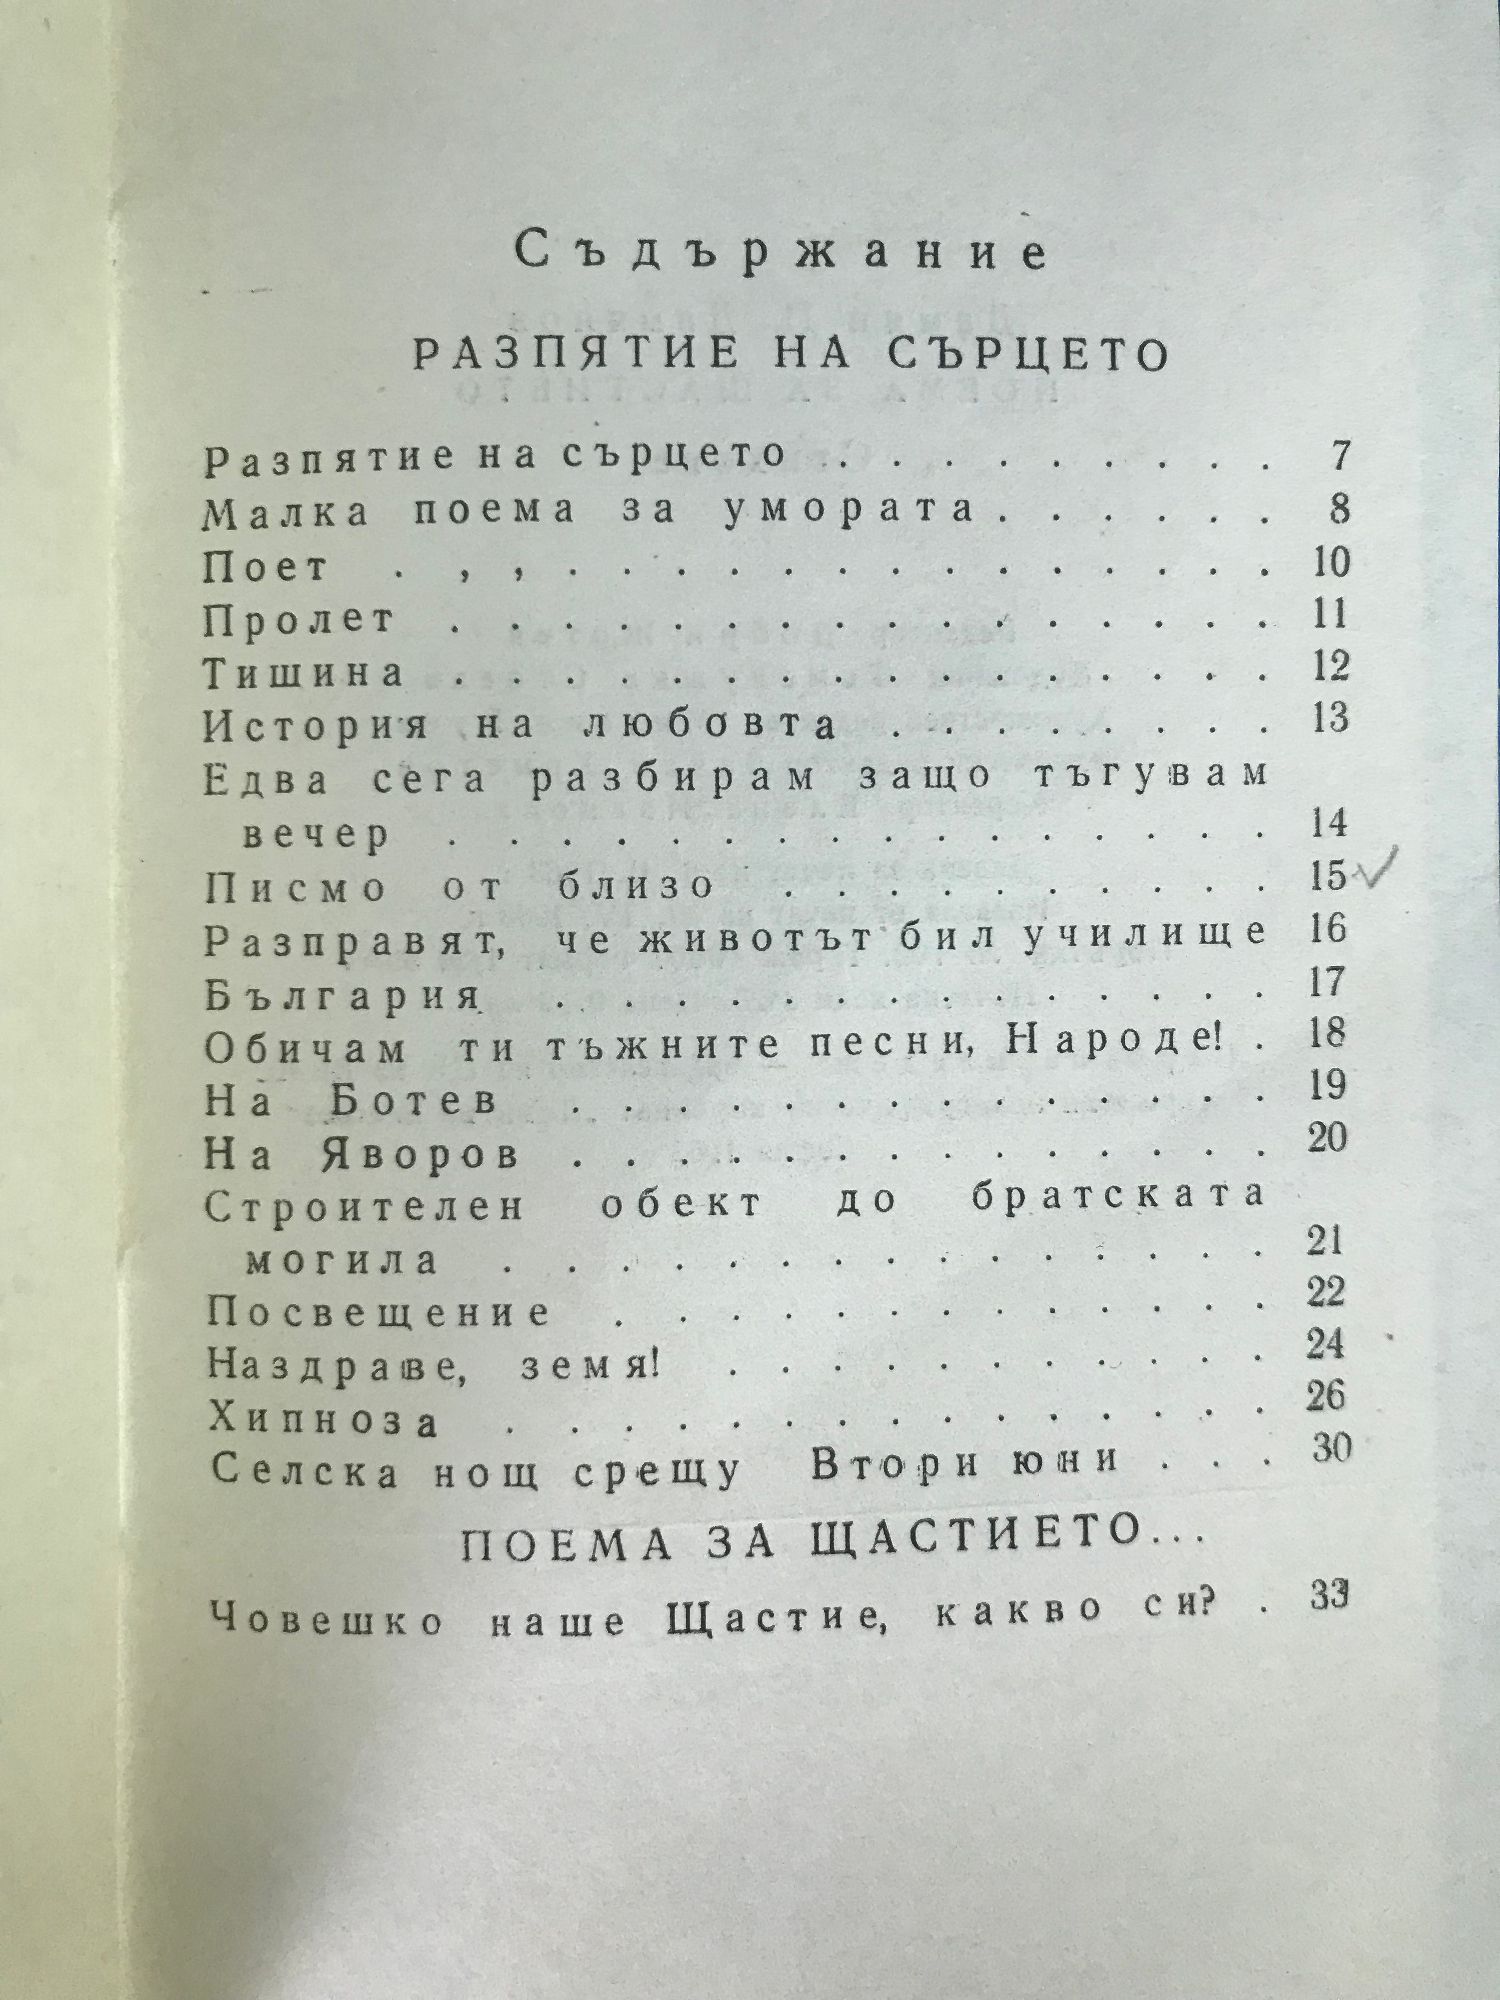 Съдържание
РАЗПЯТИЕ НА СЪРЦЕТО
Разпятие на сърцето . . . . . . . . . 7
Малка поема за умората . . . . . . 8
Поет . , , . . . . . . . . . . . . . . 10
Пролет . . . . . . . . . . . . . . . . 11
Тишина . . . . . . . . . . . . . . . . 12
История на любовта . . . . . . . . 13
Едва сега разбирам защо тъгувам
вечер . . . . . . . . . . . . . . . . 14
Писмо от близо . . . . . . . . . . 15
Разправят, че животът бил училище 16
България . . . . . . . . . . . . . . 17
Обичам ти тъжните песни, Народе! . 18
На Ботев . . . . . . . . . . . . . . 19
На Яворов . . . . . . . . . . . . . . 20
Строителен обект до братската
могила . . . . . . . . . . . . . . . 21
Посвещение . . . . . . . . . . . . . 22
Наздраве, земя! . . . . . . . . . . . 24
Хипноза . . . . . . . . . . . . . . . 26
Селска нощ срещу Втори юни . . . 30
ПОЕМА ЗА ЩАСТИЕТО...
Човешко наше Щастие, какво си? . 33